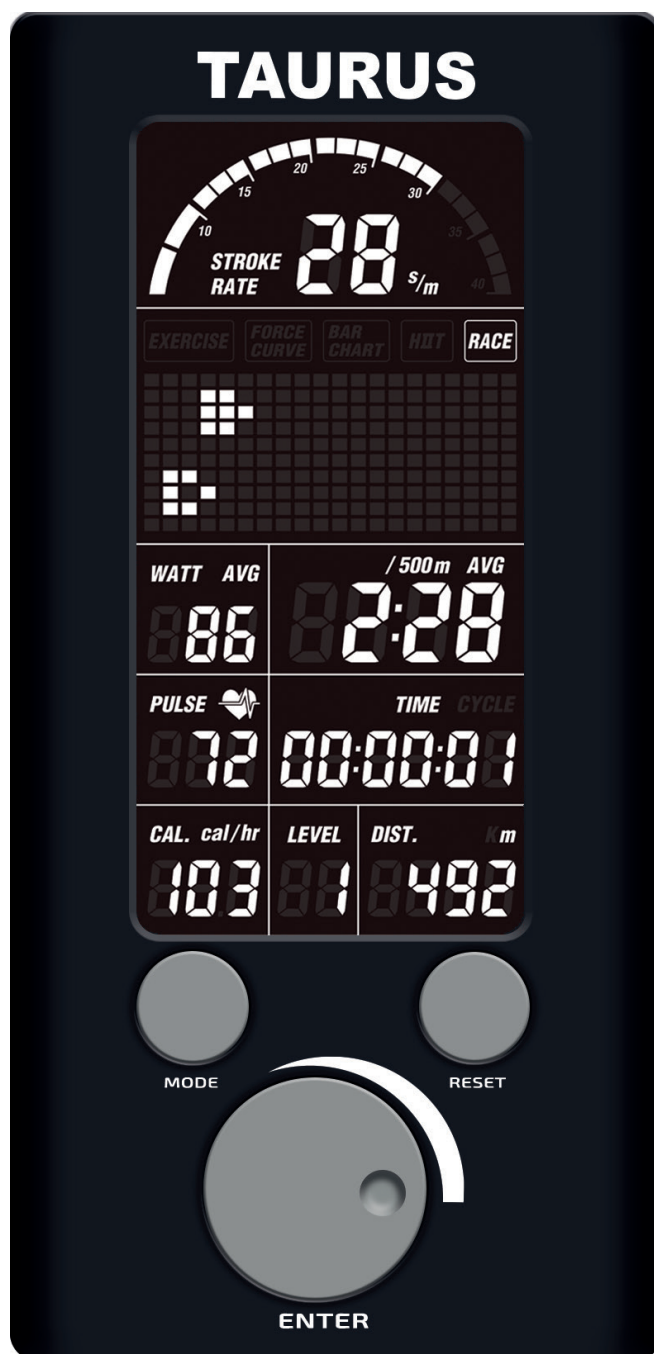 TAURUS
20 25
15 30
10 35
STROKE RATE 28 s/m 40
EXERCISE FORCE CURVE BAR CHART HIIT RACE
WATT AVG /500m AVG
86 2:28
PULSE TIME CYCLE
72 00:00:01
CAL. cal/hr LEVEL DIST. Km
103 1 492
MODE RESET
ENTER